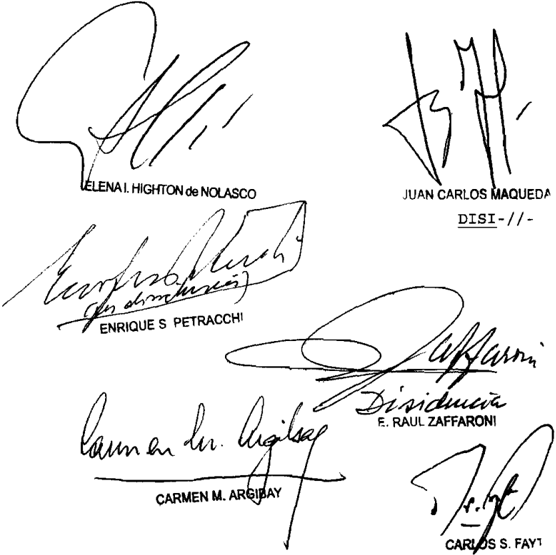 ELENA I. HIGHTON de NOLASCO
JUAN CARLOS MAQUEDA
DISI-//-
(en disidencia)
ENRIQUE S. PETRACCHI
Zaffaroni
Disidencia
E. RAUL ZAFFARONI
Carmen M. Argibay
CARMEN M. ARGIBAY
CARLOS S. FAYT